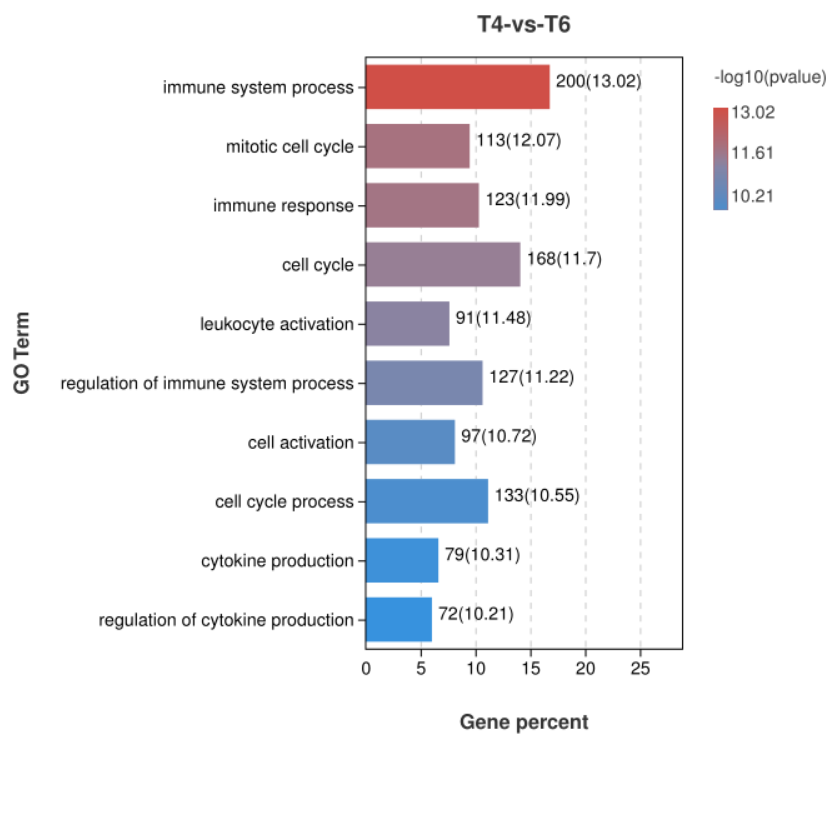 T4-vs-T6
-log10(pvalue)
13.02
11.61
10.21
GO Term
immune system process 200(13.02)
mitotic cell cycle 113(12.07)
immune response 123(11.99)
cell cycle 168(11.7)
leukocyte activation 91(11.48)
regulation of immune system process 127(11.22)
cell activation 97(10.72)
cell cycle process 133(10.55)
cytokine production 79(10.31)
regulation of cytokine production 72(10.21)
0 5 10 15 20 25
Gene percent